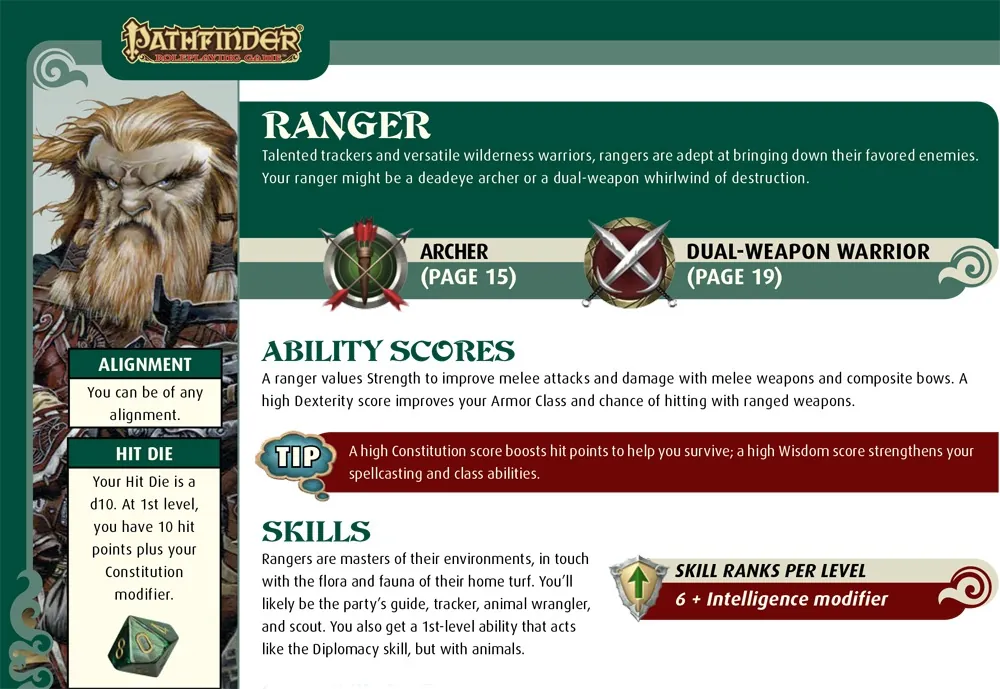 PATHFINDER
ROLEPLAYING GAME™
RANGER
Talented trackers and versatile wilderness warriors, rangers are adept at bringing down their favored enemies.
Your ranger might be a deadeye archer or a dual-weapon whirlwind of destruction.
ARCHER
(PAGE 15)
DUAL-WEAPON WARRIOR
(PAGE 19)
ALIGNMENT
You can be of any
alignment.
HIT DIE
Your Hit Die is a
d10. At 1st level,
you have 10 hit
points plus your
Constitution
modifier.
8
0
ABILITY SCORES
A ranger values Strength to improve melee attacks and damage with melee weapons and composite bows. A
high Dexterity score improves your Armor Class and chance of hitting with ranged weapons.
TIP
A high Constitution score boosts hit points to help you survive; a high Wisdom score strengthens your
spellcasting and class abilities.
SKILLS
Rangers are masters of their environments, in touch
with the flora and fauna of their home turf. You'll
likely be the party's guide, tracker, animal wrangler,
and scout. You also get a 1st-level ability that acts
like the Diplomacy skill, but with animals.
SKILL RANKS PER LEVEL
6 + Intelligence modifier